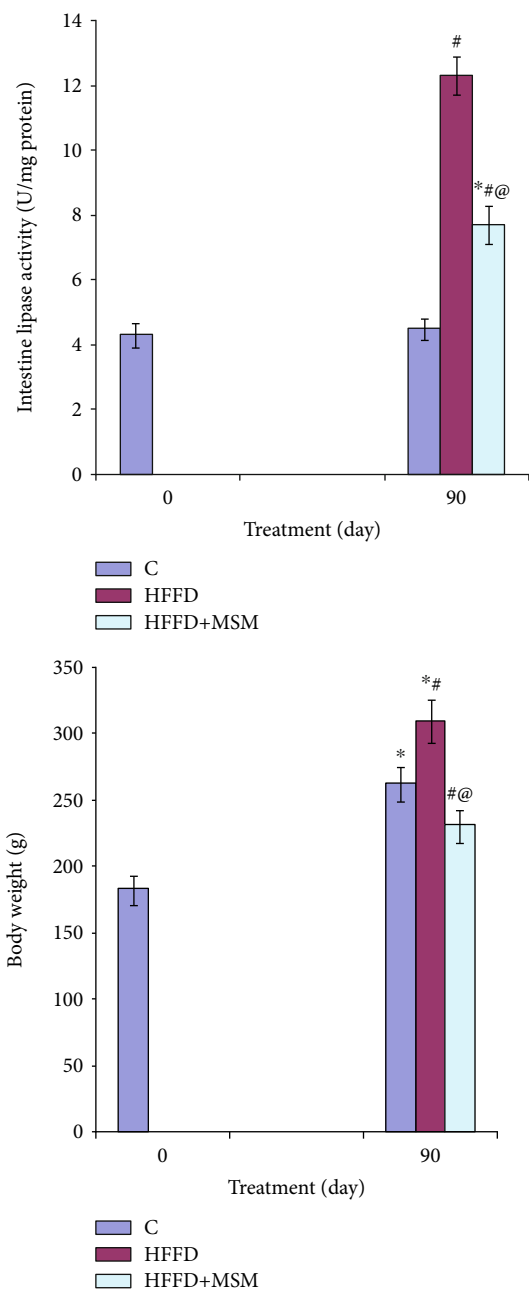 14
12
10
8
6
4
2
0
Intestine lipase activity (U/mg protein)
#
*#@
0
90
Treatment (day)
C
HFFD
HFFD+MSM
350
300
250
200
150
100
50
0
Body weight (g)
*
*#
#@
0
90
Treatment (day)
C
HFFD
HFFD+MSM